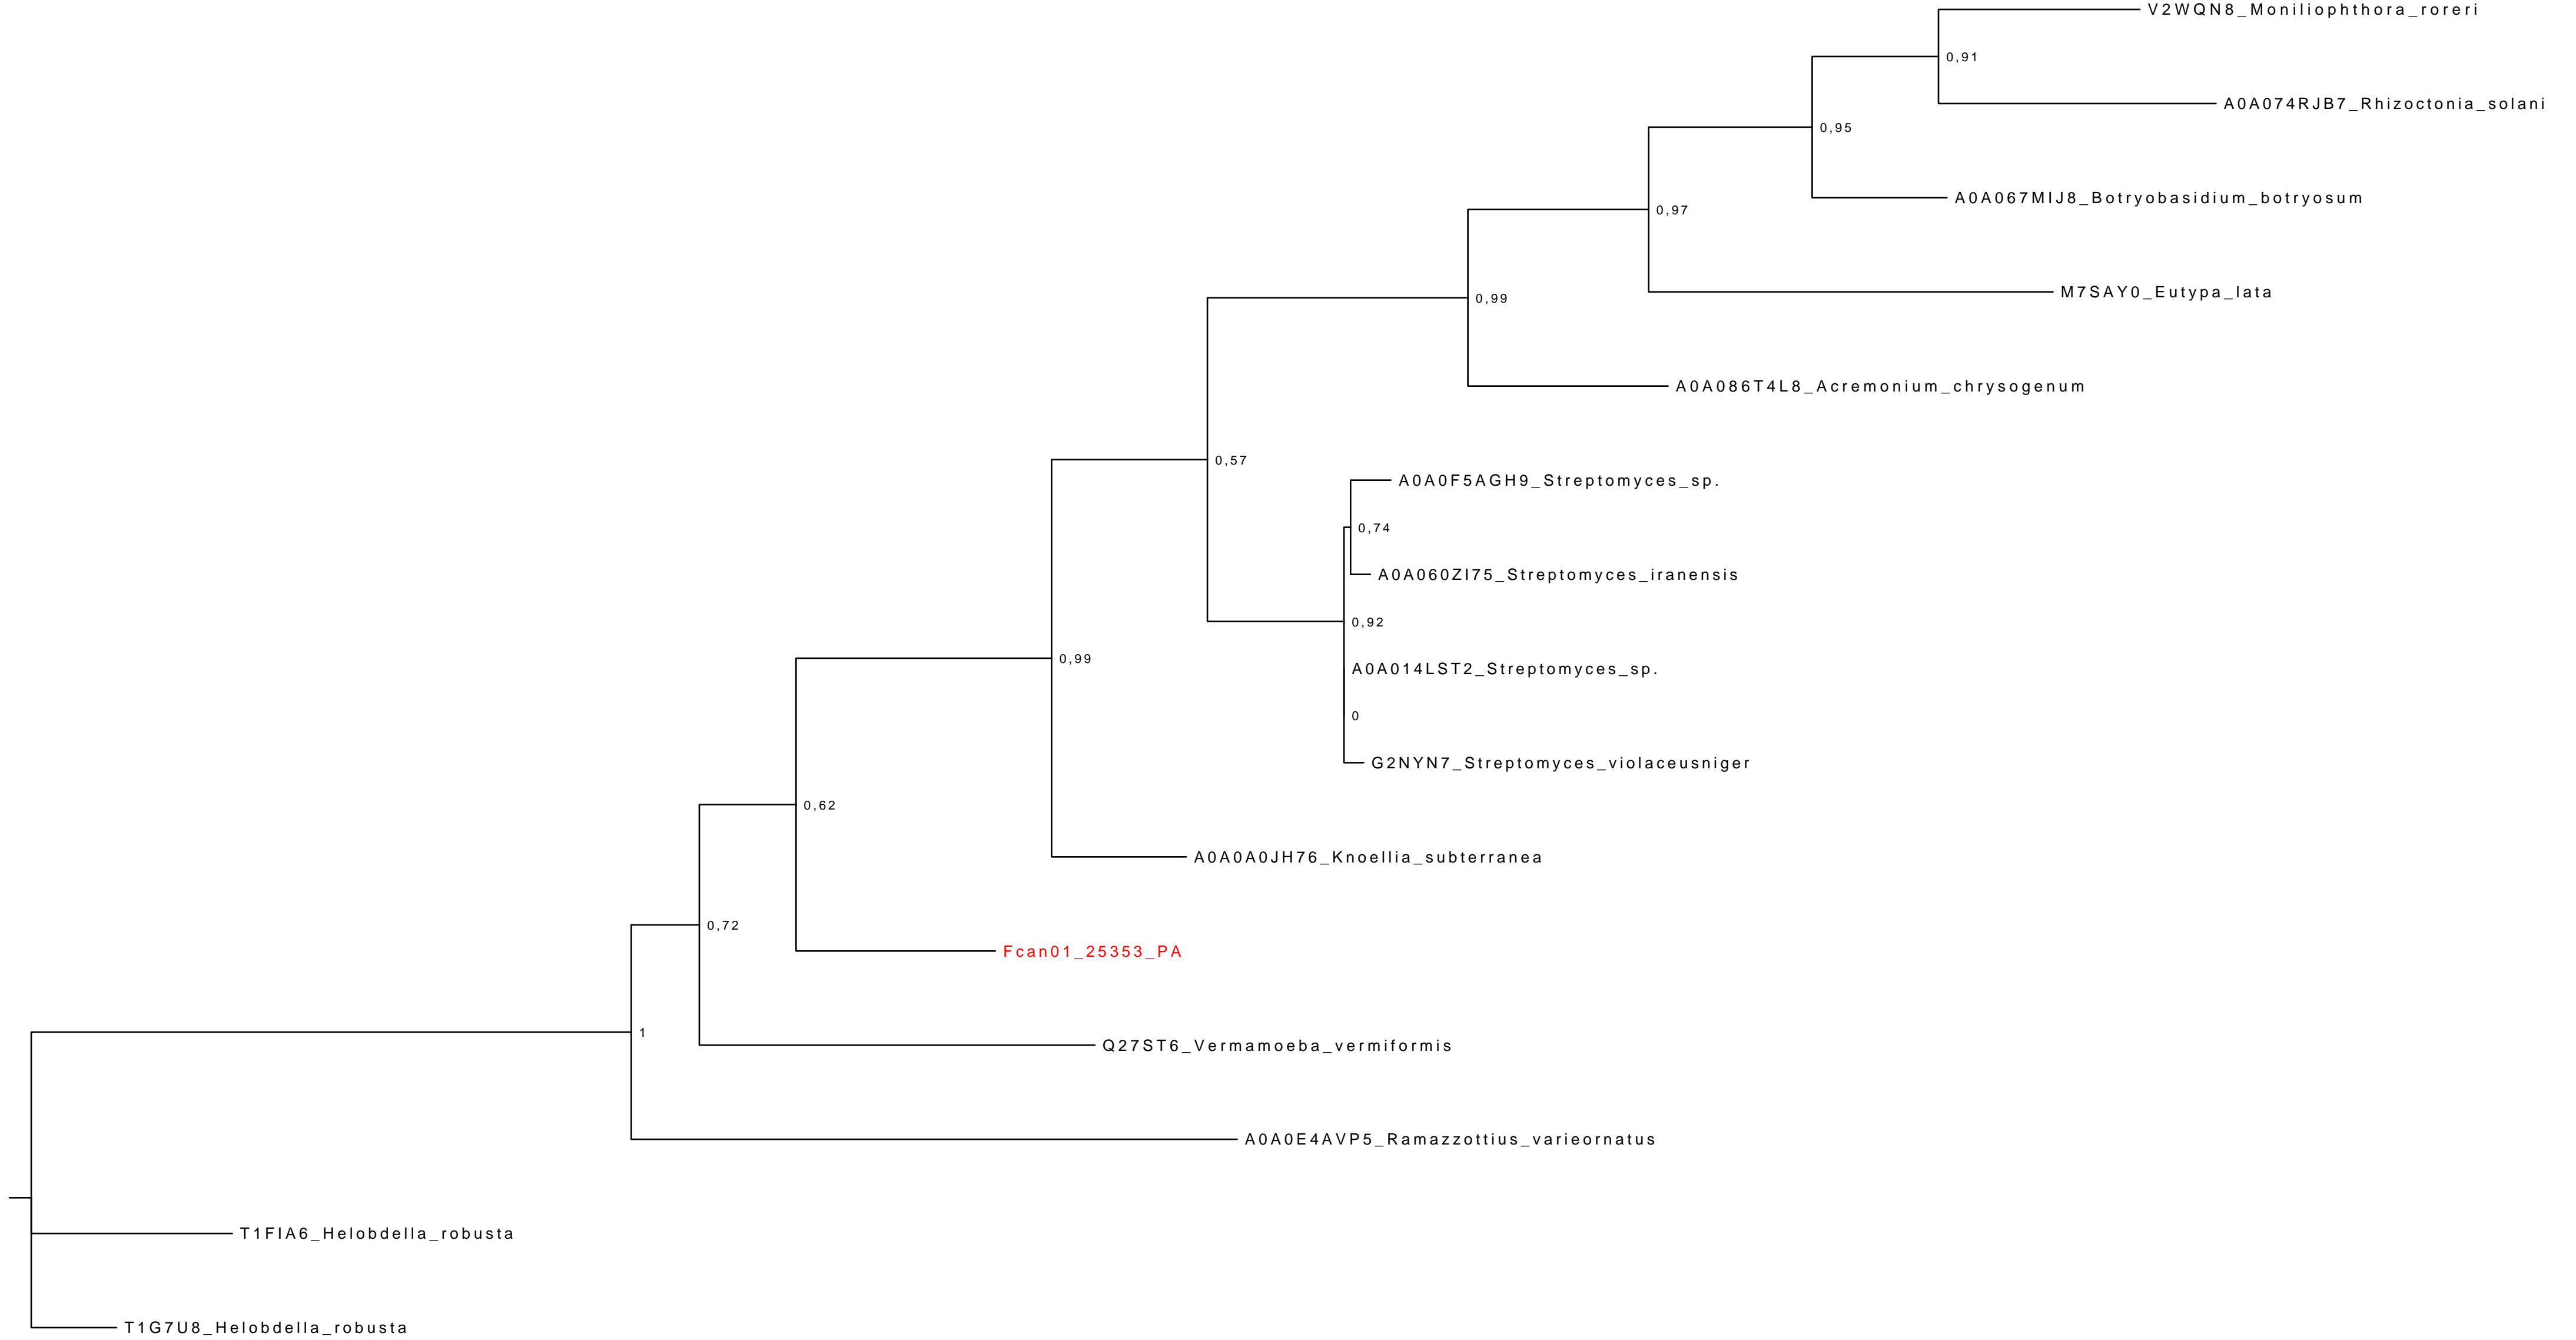 V2WQN8_Moniliophthora_roreri
0,91
A0A074RJB7_Rhizoctonia_solani
0,95
A0A067MIJ8_Botryobasidium_botryosum
0,97
M7SAY0_Eutypa_lata
0,99
A0A086T4L8_Acremonium_chrysogenum
0,57
A0A0F5AGH9_Streptomyces_sp.
0,74
A0A060ZI75_Streptomyces_iranensis
0,92
0,99
A0A014LST2_Streptomyces_sp.
0
G2NYN7_Streptomyces_violaceusniger
0,62
A0A0A0JH76_Knoellia_subterranea
0,72
Fcan01_25353_PA
1
Q27ST6_Vermamoeba_vermiformis
A0A0E4AVP5_Ramazzottius_varieornatus
T1FIA6_Helobdella_robusta
T1G7U8_Helobdella_robusta